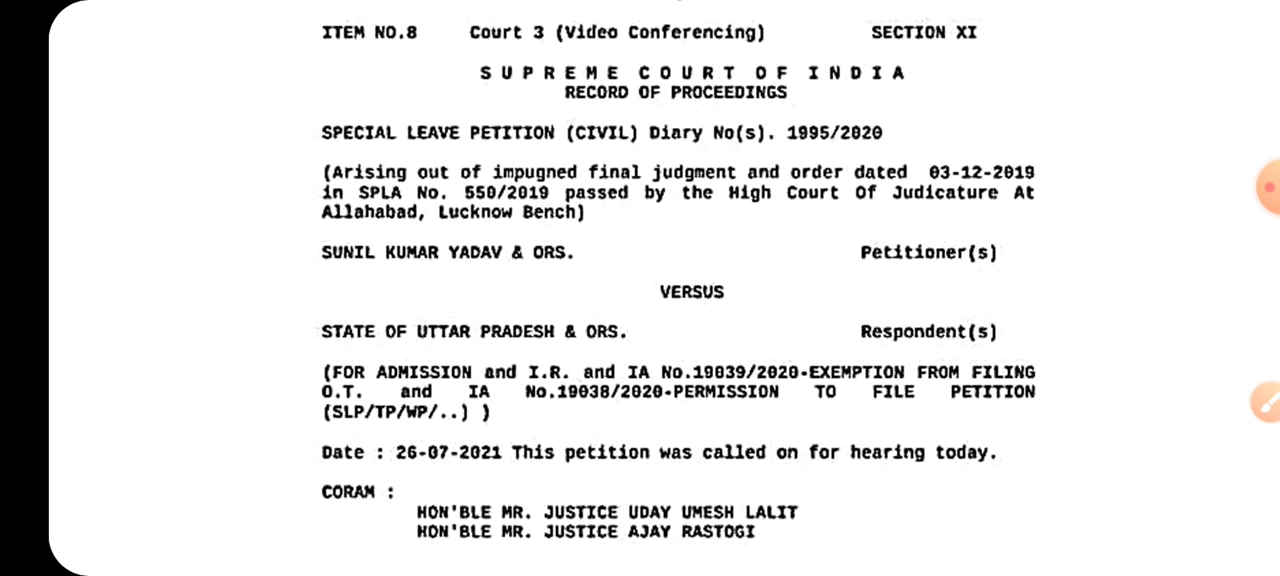 ITEM NO.8 Court 3 (Video Conferencing) SECTION XI
S U P R E M E C O U R T O F I N D I A
RECORD OF PROCEEDINGS
SPECIAL LEAVE PETITION (CIVIL) Diary No(s). 1995/2020
(Arising out of impugned final judgment and order dated 03-12-2019
in SPLA No. 550/2019 passed by the High Court Of Judicature At
Allahabad, Lucknow Bench)
SUNIL KUMAR YADAV & ORS. Petitioner(s)
VERSUS
STATE OF UTTAR PRADESH & ORS. Respondent(s)
(FOR ADMISSION and I.R. and IA No.19039/2020-EXEMPTION FROM FILING
O.T. and IA No.19038/2020-PERMISSION TO FILE PETITION
(SLP/TP/WP/..) )
Date : 26-07-2021 This petition was called on for hearing today.
CORAM :
HON'BLE MR. JUSTICE UDAY UMESH LALIT
HON'BLE MR. JUSTICE AJAY RASTOGI